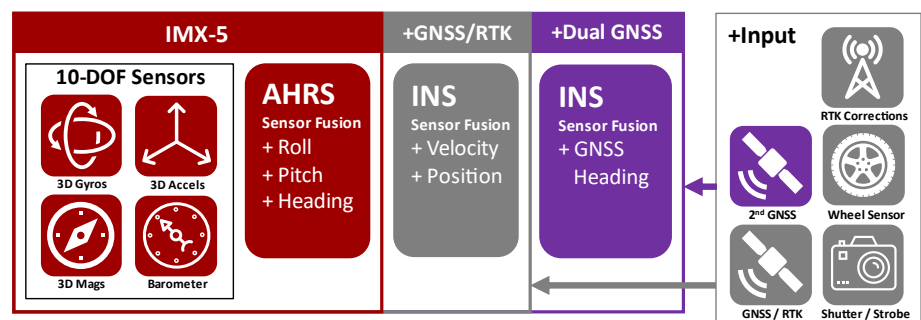 IMX-5
+GNSS/RTK
+Dual GNSS
+Input
10-DOF Sensors
3D Gyros
3D Accels
3D Mags
Barometer
AHRS
Sensor Fusion
+ Roll
+ Pitch
+ Heading
INS
Sensor Fusion
+ Velocity
+ Position
INS
Sensor Fusion
+ GNSS
Heading
RTK Corrections
2nd GNSS
Wheel Sensor
GNSS / RTK
Shutter / Strobe